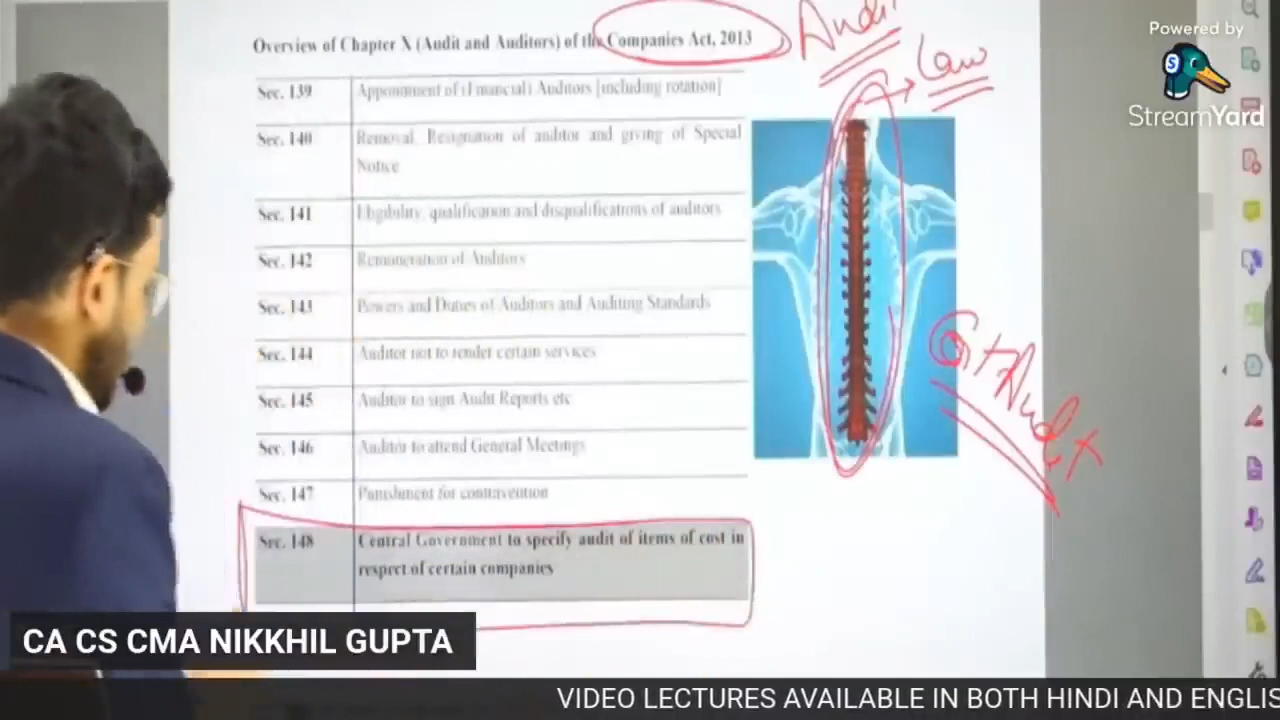 Powered by
StreamYard
Audit
Law
Overview of Chapter X (Audit and Auditors) of the Companies Act, 2013
Sec. 139 Appointment of (Financial) Auditors [including rotation]
Sec. 140 Removal, Resignation of auditor and giving of Special
Notice
Sec. 141 Eligibility, qualification and disqualifications of auditors
Sec. 142 Remuneration of Auditors
Sec. 143 Powers and Duties of Auditors and Auditing Standards
Sec. 144 Auditor not to render certain services
Sec. 145 Auditor to sign Audit Reports etc
Sec. 146 Auditor to attend General Meetings
Sec. 147 Punishment for contravention
Sec. 148 Central Government to specify audit of items of cost in
respect of certain companies
Cost Audit
CA CS CMA NIKKHIL GUPTA
VIDEO LECTURES AVAILABLE IN BOTH HINDI AND ENGLIS